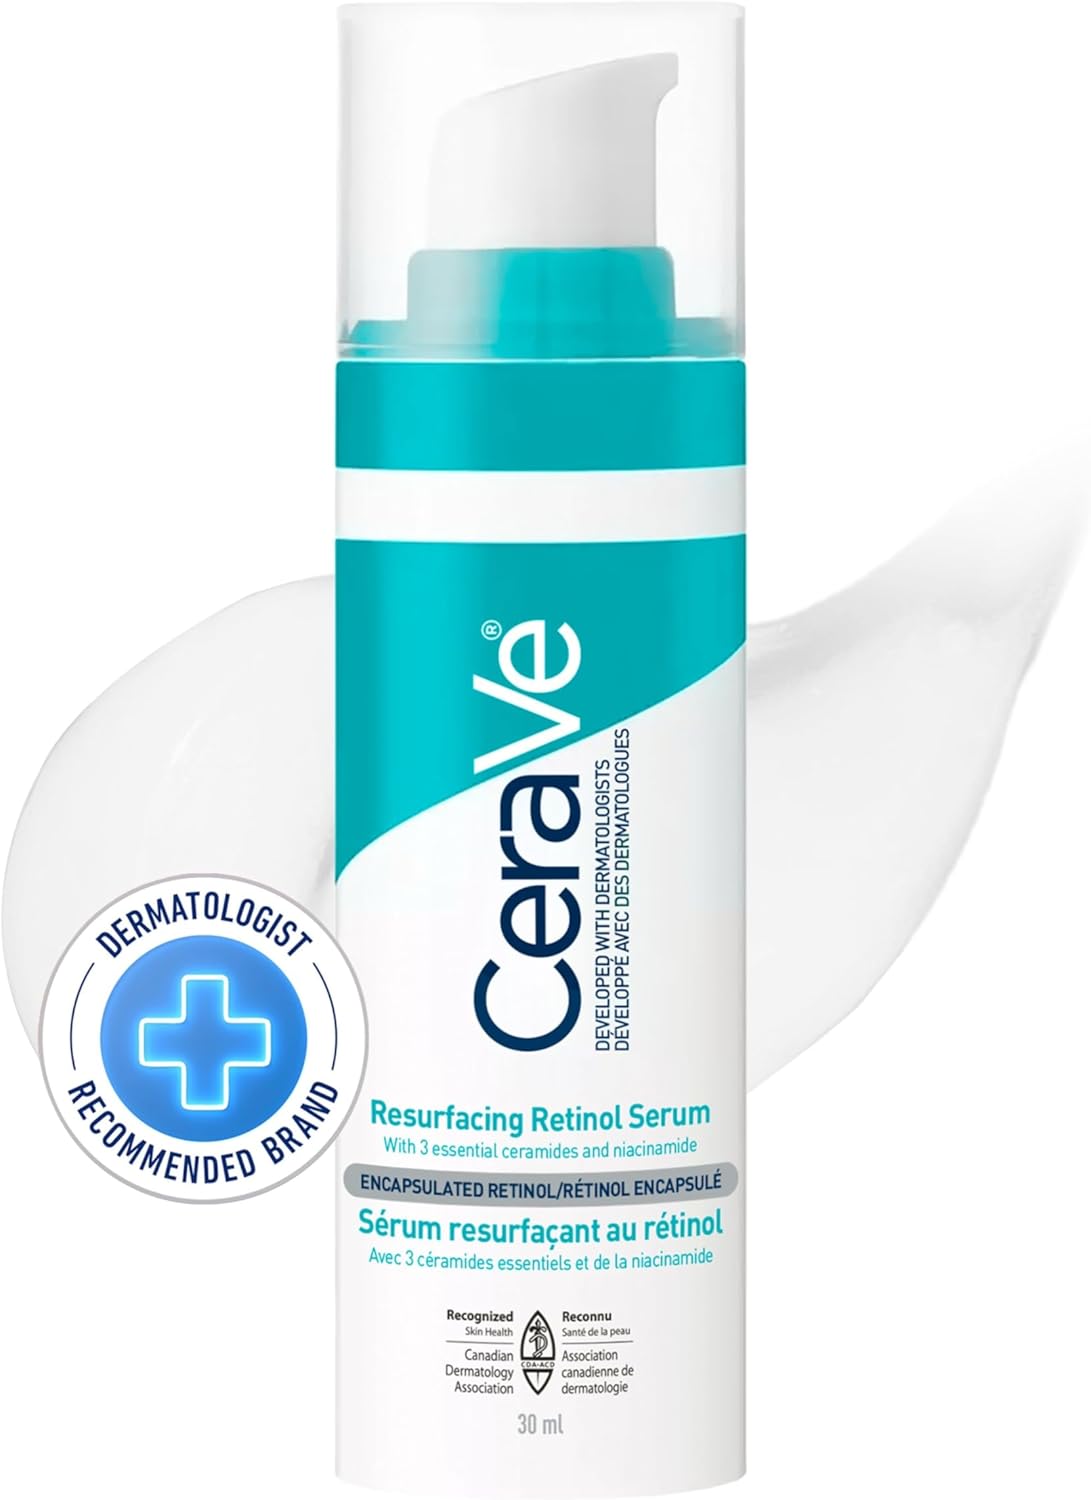 CeraVe®
DEVELOPED WITH DERMATOLOGISTS
DÉVELOPPÉ AVEC DES DERMATOLOGUES
DERMATOLOGIST
RECOMMENDED BRAND
Resurfacing Retinol Serum
With 3 essential ceramides and niacinamide
ENCAPSULATED RETINOL/RÉTINOL ENCAPSULÉ
Sérum resurfaçant au rétinol
Avec 3 céramides essentiels et de la niacinamide
Recognized
Skin Health
Canadian
Dermatology
Association
CDA-ACD
Reconnu
Santé de la peau
Association
canadienne de
dermatologie
30 ml